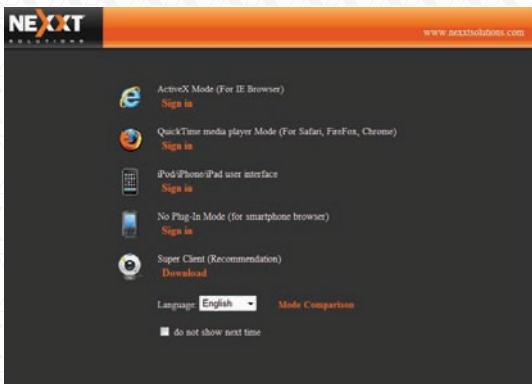 NEXXT
SOLUTIONS
www.nexxtsolutions.com
ActiveX Mode (For IE Browser)
Sign in
QuickTime media player Mode (For Safari, FireFox, Chrome)
Sign in
iPod/iPhone/iPad user interface
Sign in
No Plug-In Mode (for smartphone browser)
Sign in
Super Client (Recommendation)
Download
Language: English Mode Comparison
do not show next time